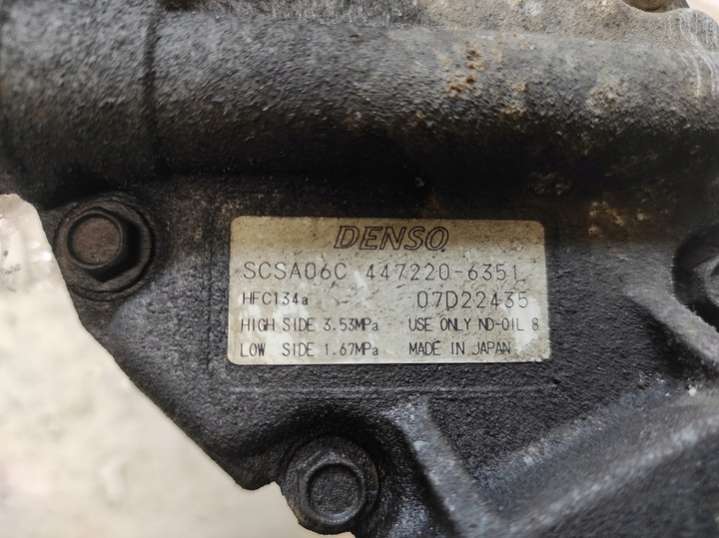 DENSO
SCSA06C 447220-6351
HFC134a 07D22435
HIGH SIDE 3.53MPa USE ONLY ND-OIL 8
LOW SIDE 1.67MPa MADE IN JAPAN